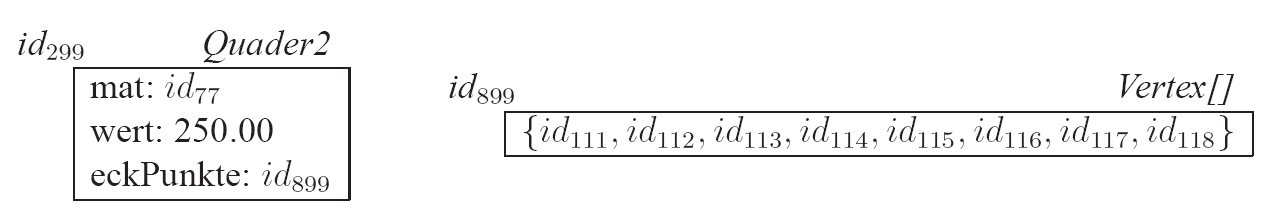 id₂₉₉ Quader2
mat: id₇₇
wert: 250.00
eckPunkte: id₈₉₉
id₈₉₉ Vertex[]
{id₁₁₁, id₁₁₂, id₁₁₃, id₁₁₄, id₁₁₅, id₁₁₆, id₁₁₇, id₁₁₈}